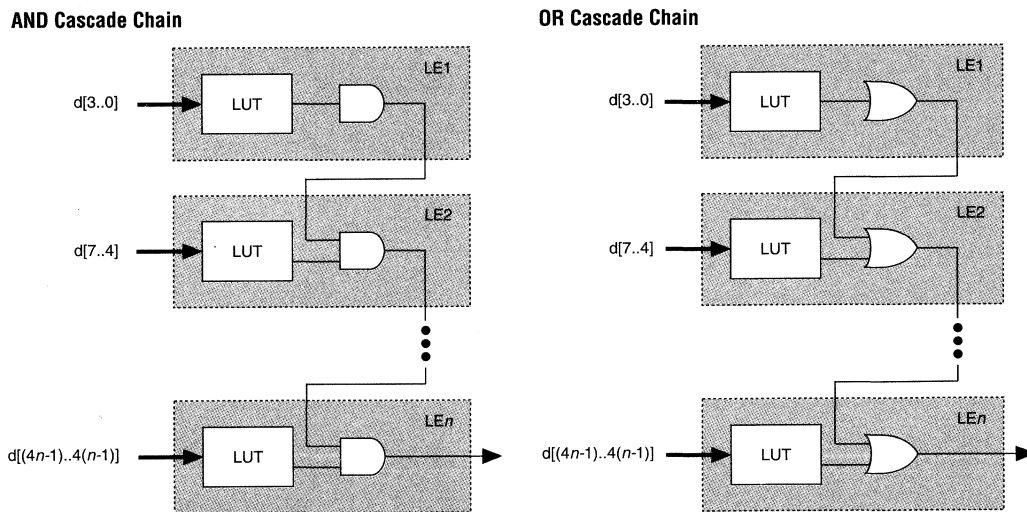 AND Cascade Chain
LE1
d[3..0]
LUT
LE2
d[7..4]
LUT
LEn
d[(4n-1)..4(n-1)]
LUT
OR Cascade Chain
LE1
d[3..0]
LUT
LE2
d[7..4]
LUT
LEn
d[(4n-1)..4(n-1)]
LUT